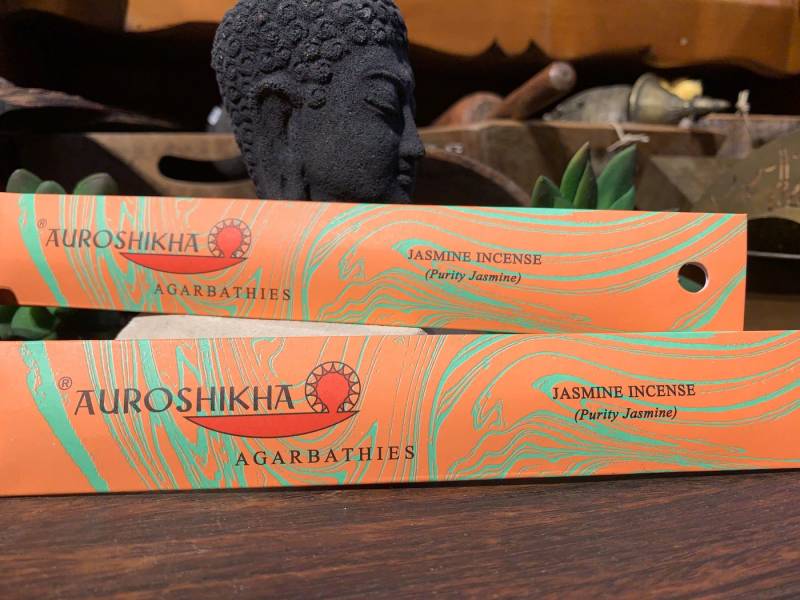 ® AUROSHIKHA
AGARBATHIES
JASMINE INCENSE
(Purity Jasmine)
® AUROSHIKHA
AGARBATHIES
JASMINE INCENSE
(Purity Jasmine)